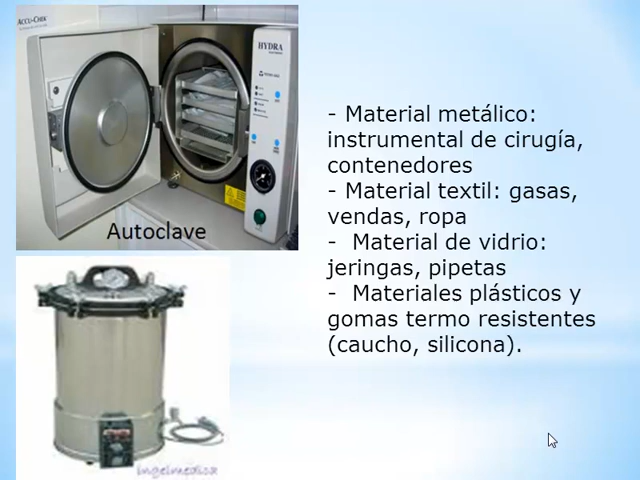 ACCU-CHEK
HYDRA
Autoclave
- Material metálico:
instrumental de cirugía,
contenedores
- Material textil: gasas,
vendas, ropa
- Material de vidrio:
jeringas, pipetas
- Materiales plásticos y
gomas termo resistentes
(caucho, silicona).
ingelmedica